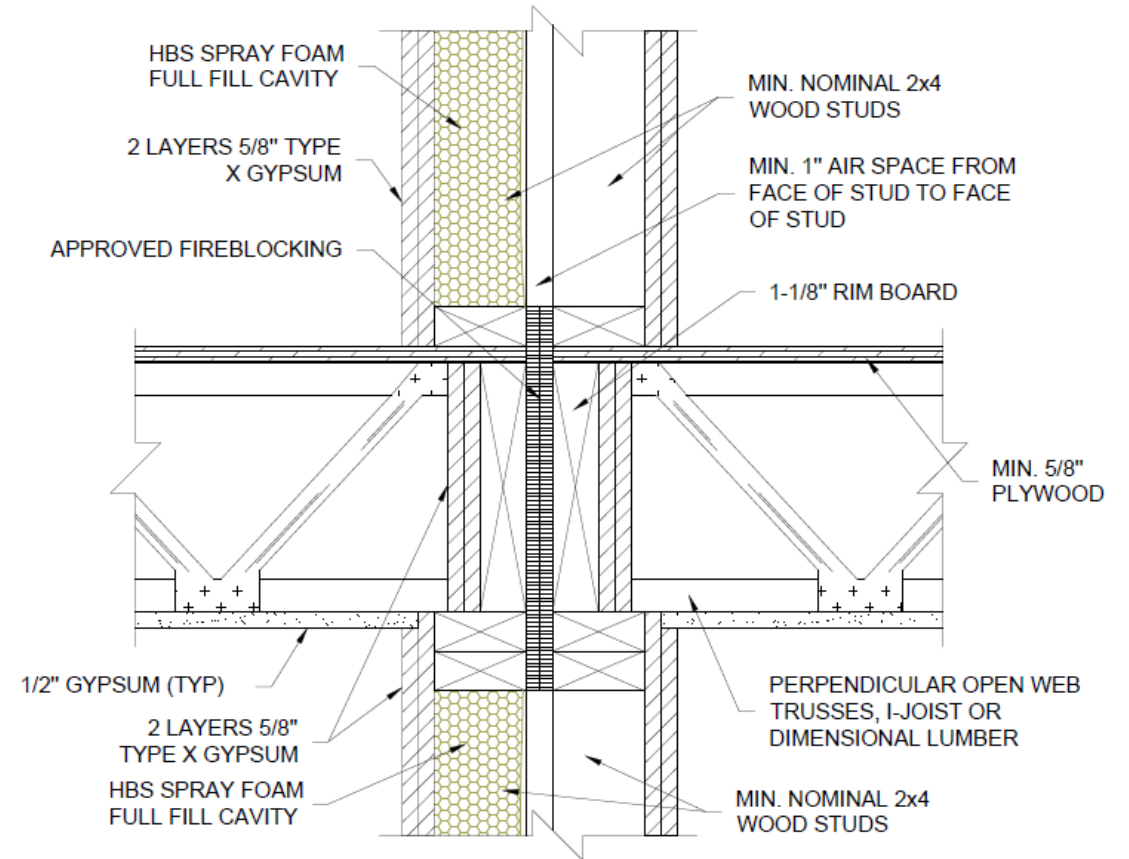 HBS SPRAY FOAM
FULL FILL CAVITY
2 LAYERS 5/8" TYPE
X GYPSUM
APPROVED FIREBLOCKING
MIN. NOMINAL 2x4
WOOD STUDS
MIN. 1" AIR SPACE FROM
FACE OF STUD TO FACE
OF STUD
1-1/8" RIM BOARD
MIN. 5/8"
PLYWOOD
1/2" GYPSUM (TYP)
2 LAYERS 5/8"
TYPE X GYPSUM
HBS SPRAY FOAM
FULL FILL CAVITY
PERPENDICULAR OPEN WEB
TRUSSES, I-JOIST OR
DIMENSIONAL LUMBER
MIN. NOMINAL 2x4
WOOD STUDS